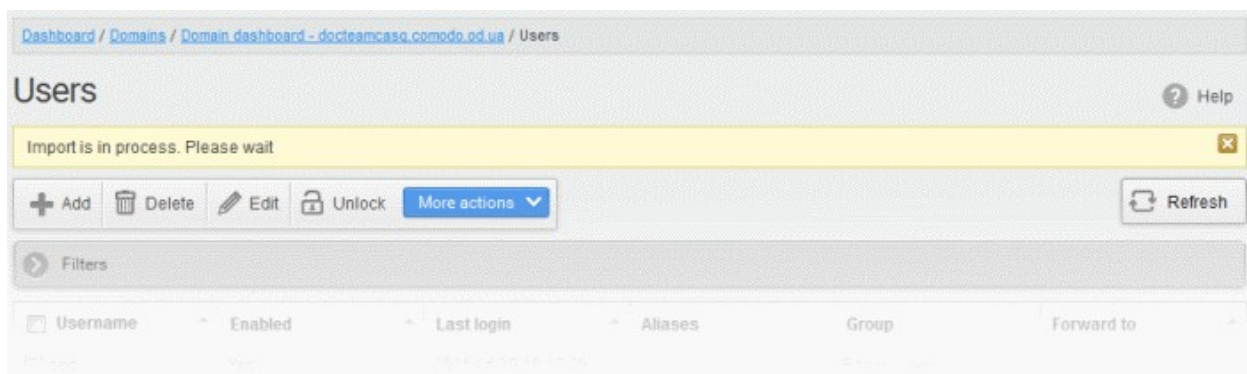 Dashboard / Domains / Domain dashboard - docteamcasg.comodo.od.ua / Users
Users
Help
Import is in process. Please wait
Add Delete Edit Unlock More actions Refresh
Filters
Username Enabled Last login Aliases Group Forward to